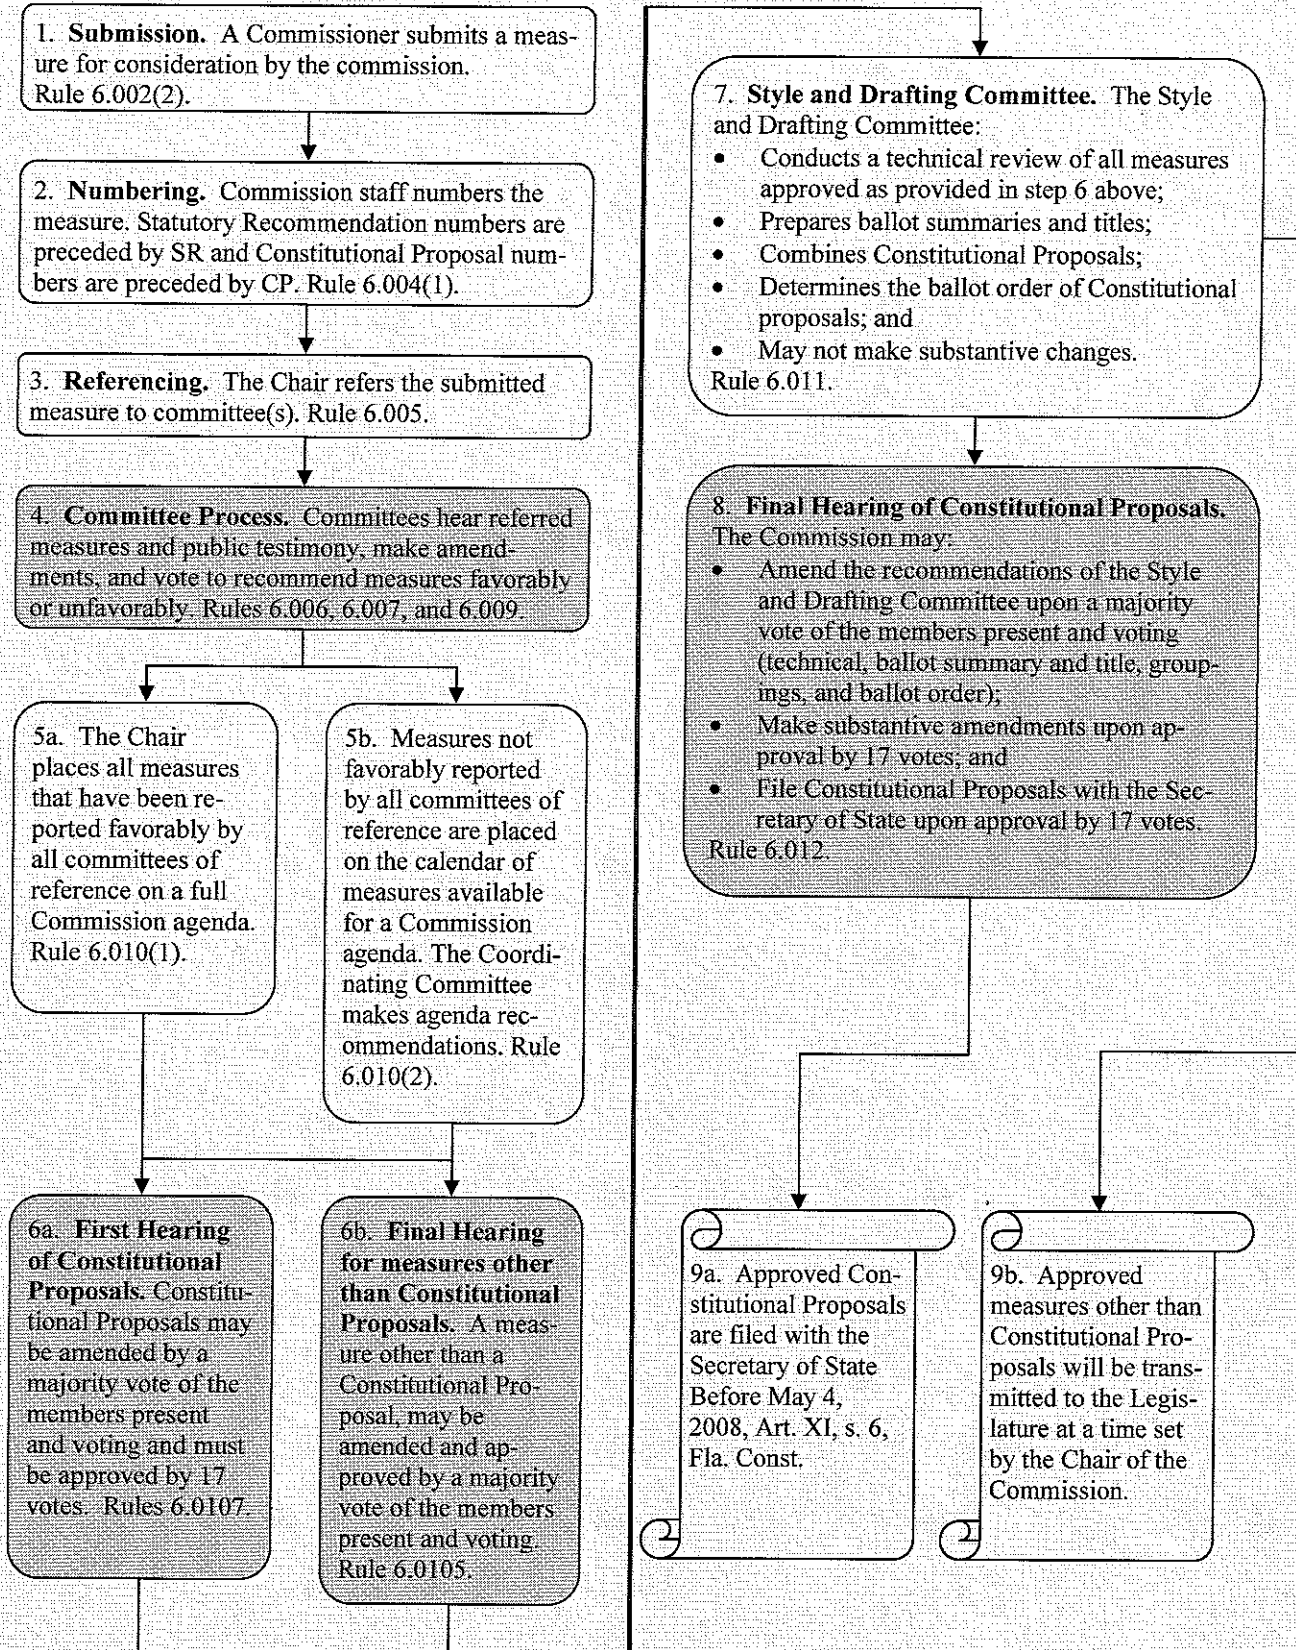 1. Submission. A Commissioner submits a meas-
ure for consideration by the commission.
Rule 6.002(2).
2. Numbering. Commission staff numbers the
measure. Statutory Recommendation numbers are
preceded by SR and Constitutional Proposal num-
bers are preceded by CP. Rule 6.004(1).
3. Referencing. The Chair refers the submitted
measure to committee(s). Rule 6.005.
4. Committee Process. Committees hear referred
measures and public testimony, make amend-
ments, and vote to recommend measures favorably
or unfavorably. Rules 6.006, 6.007, and 6.009.
5a. The Chair
places all measures
that have been re-
ported favorably by
all committees of
reference on a full
Commission agenda.
Rule 6.010(1).
5b. Measures not
favorably reported
by all committees of
reference are placed
on the calendar of
measures available
for a Commission
agenda. The Coordi-
nating Committee
makes agenda rec-
ommendations. Rule
6.010(2).
6a. First Hearing
of Constitutional
Proposals. Constitu-
tional Proposals may
be amended by a
majority vote of the
members present
and voting and must
be approved by 17
votes. Rules 6.0107.
6b. Final Hearing
for measures other
than Constitutional
Proposals. A meas-
ure other than a
Constitutional Pro-
posal, may be
amended and ap-
proved by a majority
vote of the members
present and voting.
Rule 6.0105.
7. Style and Drafting Committee. The Style
and Drafting Committee:
• Conducts a technical review of all measures
approved as provided in step 6 above;
• Prepares ballot summaries and titles;
• Combines Constitutional Proposals;
• Determines the ballot order of Constitutional
proposals; and
• May not make substantive changes.
Rule 6.011.
8. Final Hearing of Constitutional Proposals.
The Commission may:
• Amend the recommendations of the Style
and Drafting Committee upon a majority
vote of the members present and voting
(technical, ballot summary and title, group-
ings, and ballot order);
• Make substantive amendments upon ap-
proval by 17 votes; and
• File Constitutional Proposals with the Sec-
retary of State upon approval by 17 votes.
Rule 6.012.
9a. Approved Con-
stitutional Proposals
are filed with the
Secretary of State
Before May 4,
2008, Art. XI, s. 6,
Fla. Const.
9b. Approved
measures other than
Constitutional Pro-
posals will be trans-
mitted to the Legis-
lature at a time set
by the Chair of the
Commission.